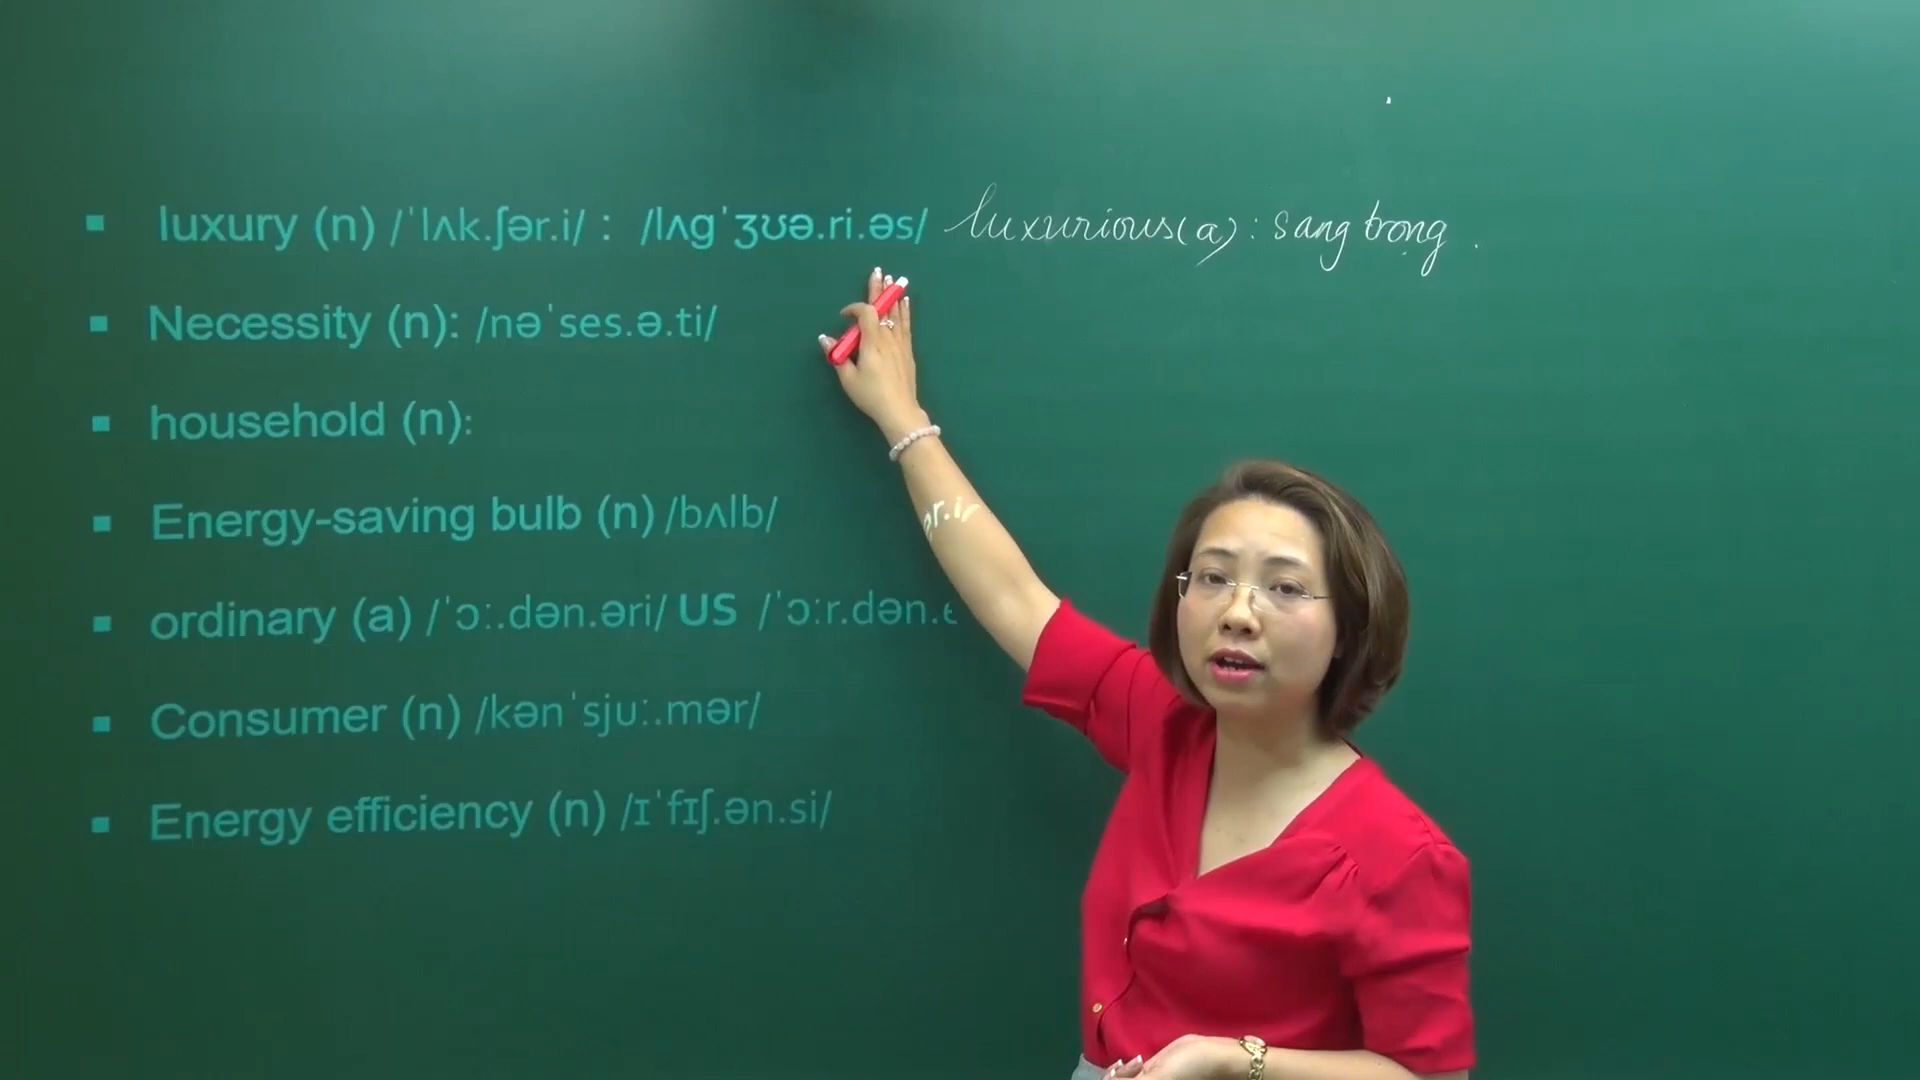 ▪ luxury (n) /ˈlʌk.ʃər.i/ : /lʌɡˈʒʊə.ri.əs/ luxurious (a) : sang trọng .
▪ Necessity (n): /nəˈses.ə.ti/
▪ household (n):
▪ Energy-saving bulb (n) /bʌlb/
▪ ordinary (a) /ˈɔː.dən.əri/ US /ˈɔːr.dən.e
▪ Consumer (n) /kənˈsjuː.mər/
▪ Energy efficiency (n) /ɪˈfɪʃ.ən.si/